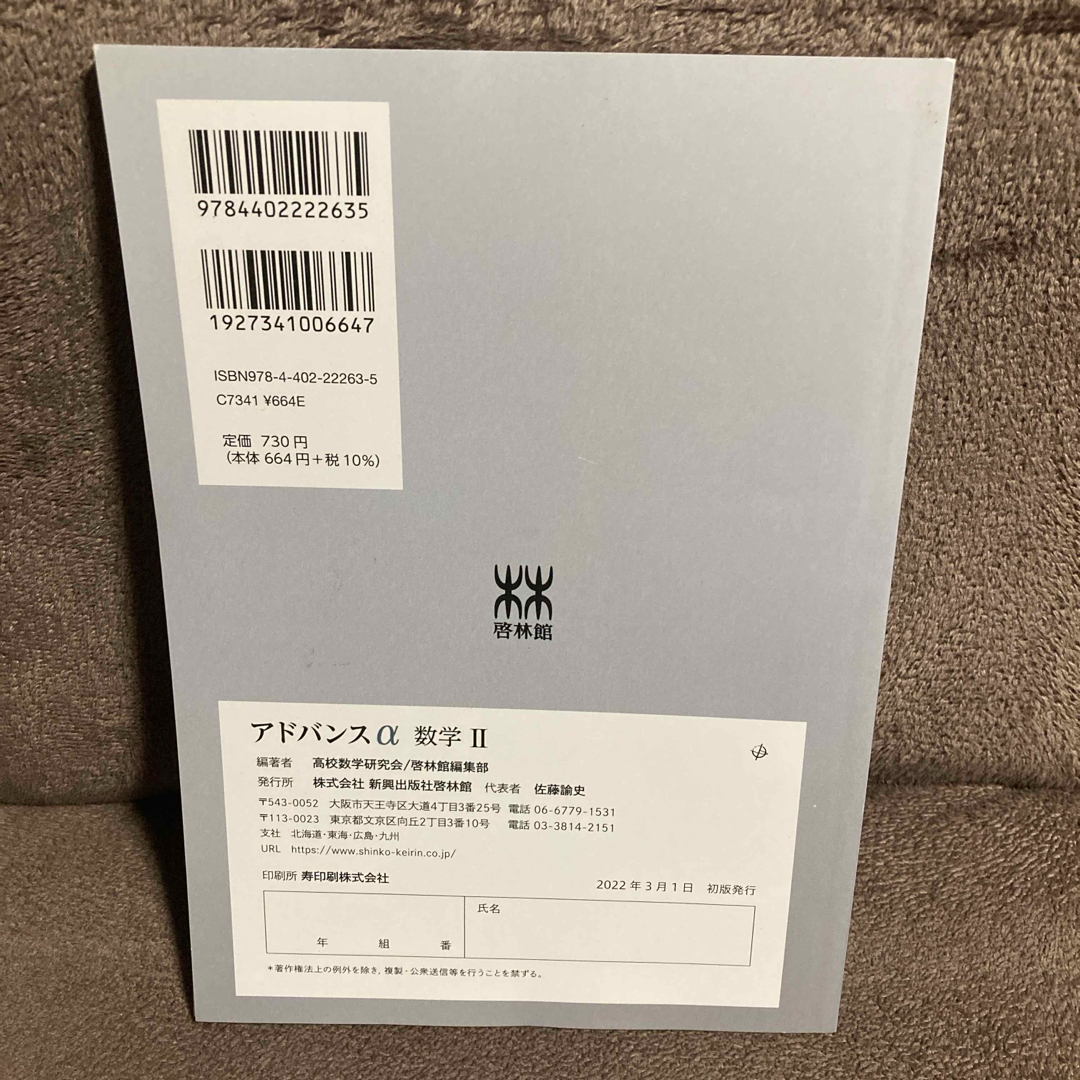 9784402222635
1927341006647
ISBN978-4-402-22263-5
C7341 ¥664E
定価 730円
(本体 664円+税10%)
啓林館
アドバンスα 数学 II
編著者 高校数学研究会/啓林館編集部
発行所 株式会社 新興出版社啓林館 代表者 佐藤諭史
〒543-0052 大阪市天王寺区大道4丁目3番25号 電話 06-6779-1531
〒113-0023 東京都文京区向丘2丁目3番10号 電話 03-3814-2151
支社 北海道・東海・広島・九州
URL https://www.shinko-keirin.co.jp/
印刷所 寿印刷株式会社
2022年3月1日 初版発行
年 組 番 氏名
*著作権法上の例外を除き,複製・公衆送信等を行うことを禁ずる。